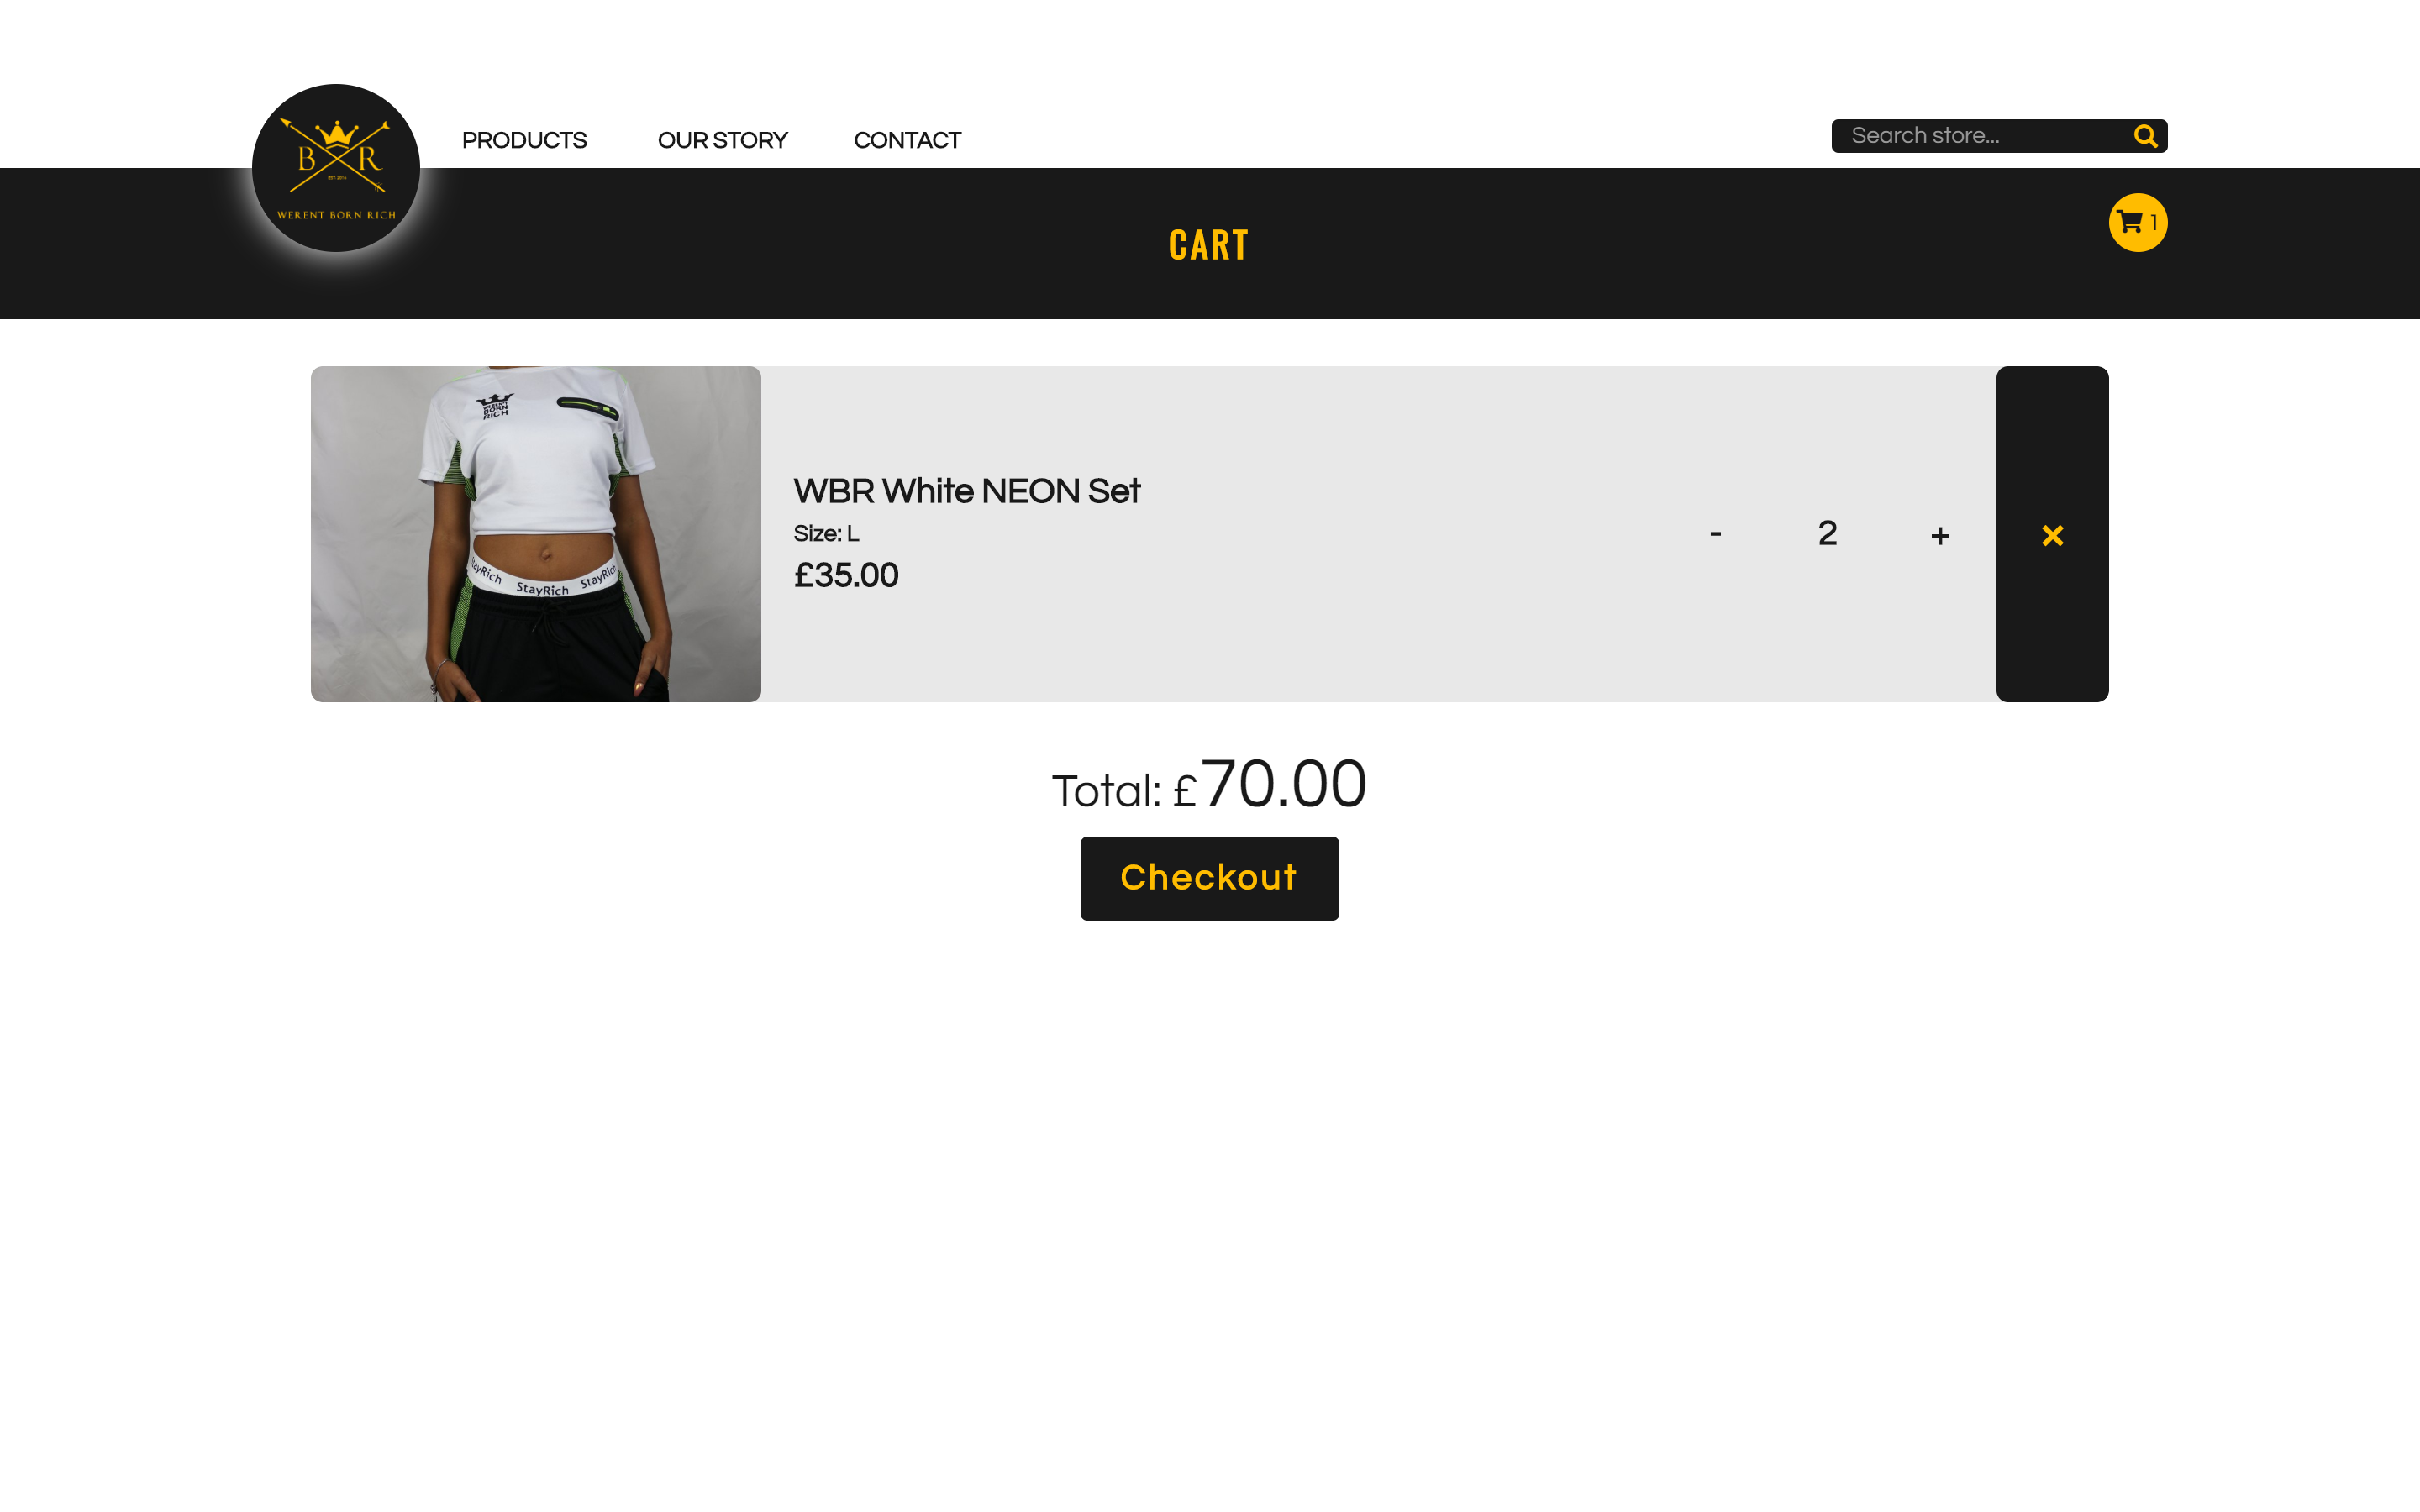 PRODUCTS OUR STORY CONTACT Search store...
B R
EST 2014
WERENT BORN RICH
CART
1
WERENT
BORN
RICH
StayRich StayRich StayRich
WBR White NEON Set
Size: L
£35.00
- 2 +
Total: £70.00
Checkout